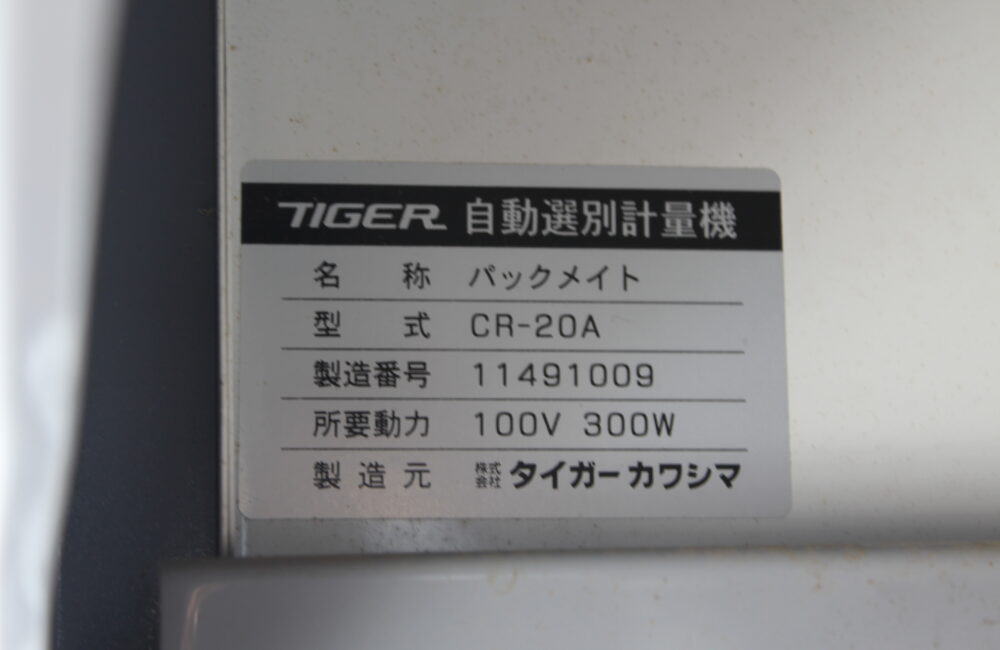 TIGER 自動選別計量機
名称 パックメイト
型式 CR-20A
製造番号 11491009
所要動力 100V 300W
製造元 株式会社 タイガーカワシマ